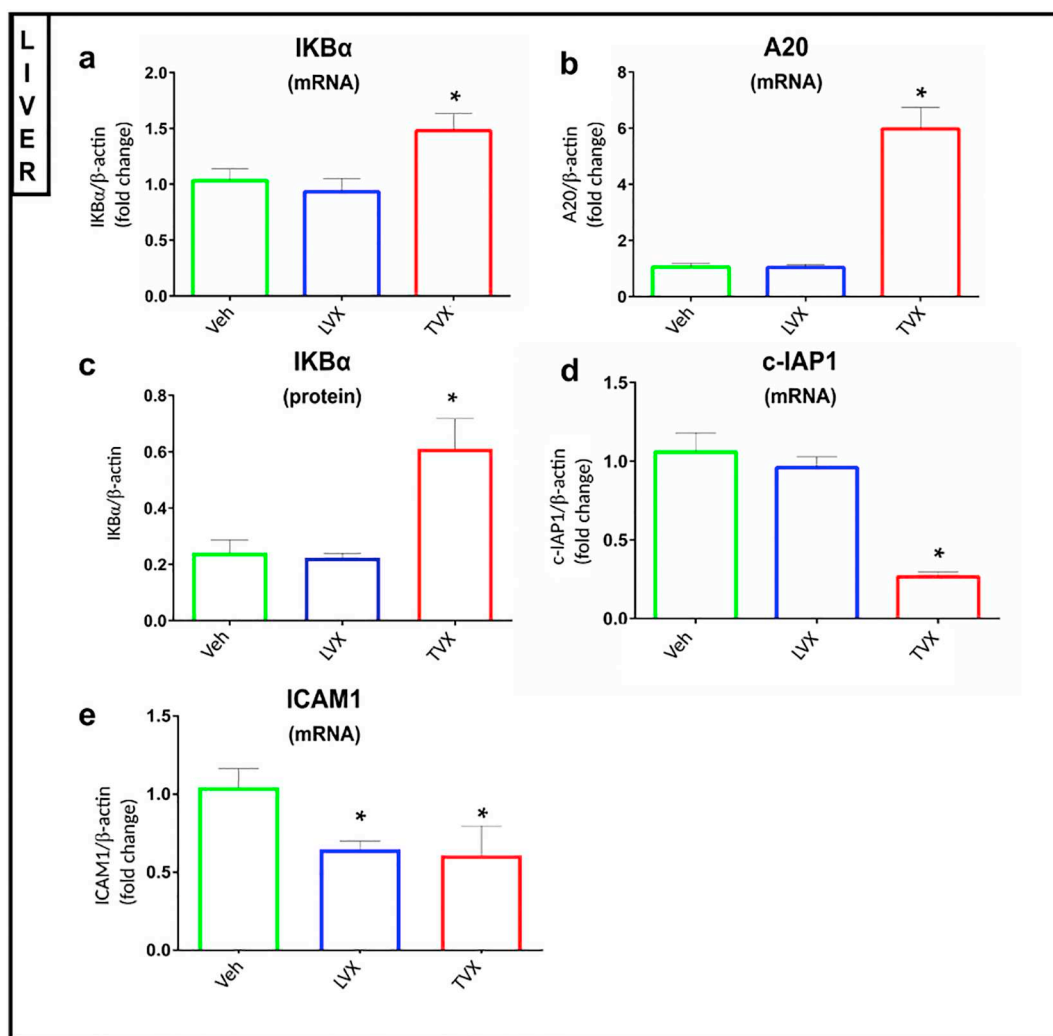 L
I
V
E
R
a
IKBα
(mRNA)
IKBα/β-actin
(fold change)
2.0
1.5
1.0
0.5
0.0
*
Veh
LVX
TVX
b
A20
(mRNA)
A20/β-actin
(fold change)
8
6
4
2
0
*
Veh
LVX
TVX
c
IKBα
(protein)
IKBα/β-actin
0.8
0.6
0.4
0.2
0.0
*
Veh
LVX
TVX
d
c-IAP1
(mRNA)
c-IAP1/β-actin
(fold change)
1.5
1.0
0.5
0.0
*
Veh
LVX
TVX
e
ICAM1
(mRNA)
ICAM1/β-actin
(fold change)
1.5
1.0
0.5
0.0
*
*
Veh
LVX
TVX